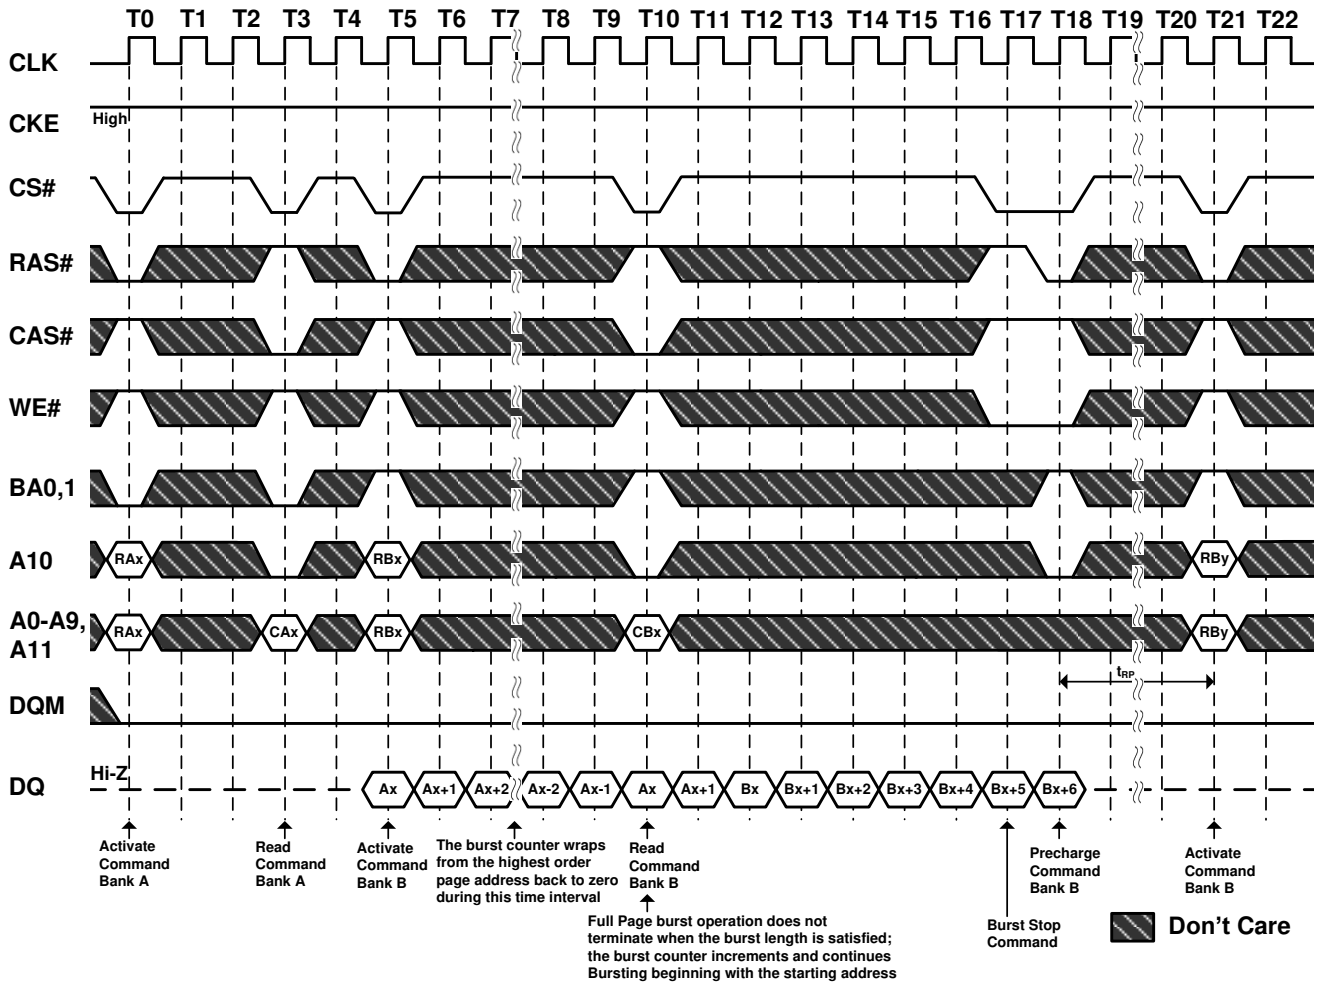 T0 T1 T2 T3 T4 T5 T6 T7 T8 T9 T10 T11 T12 T13 T14 T15 T16 T17 T18 T19 T20 T21 T22
CLK
CKE High
CS#
RAS#
CAS#
WE#
BA0,1
A10 RAx RBx RBy
A0-A9,
A11
RAx CAx RBx CBx RBy
tRP
DQM
DQ Hi-Z Ax Ax+1 Ax+2 Ax-2 Ax-1 Ax Ax+1 Bx Bx+1 Bx+2 Bx+3 Bx+4 Bx+5 Bx+6
Activate
Command
Bank A
Read
Command
Bank A
Activate
Command
Bank B
The burst counter wraps
from the highest order
page address back to zero
during this time interval
Read
Command
Bank B
Full Page burst operation does not
terminate when the burst length is satisfied;
the burst counter increments and continues
Bursting beginning with the starting address
Burst Stop
Command
Precharge
Command
Bank B
Activate
Command
Bank B
Don't Care